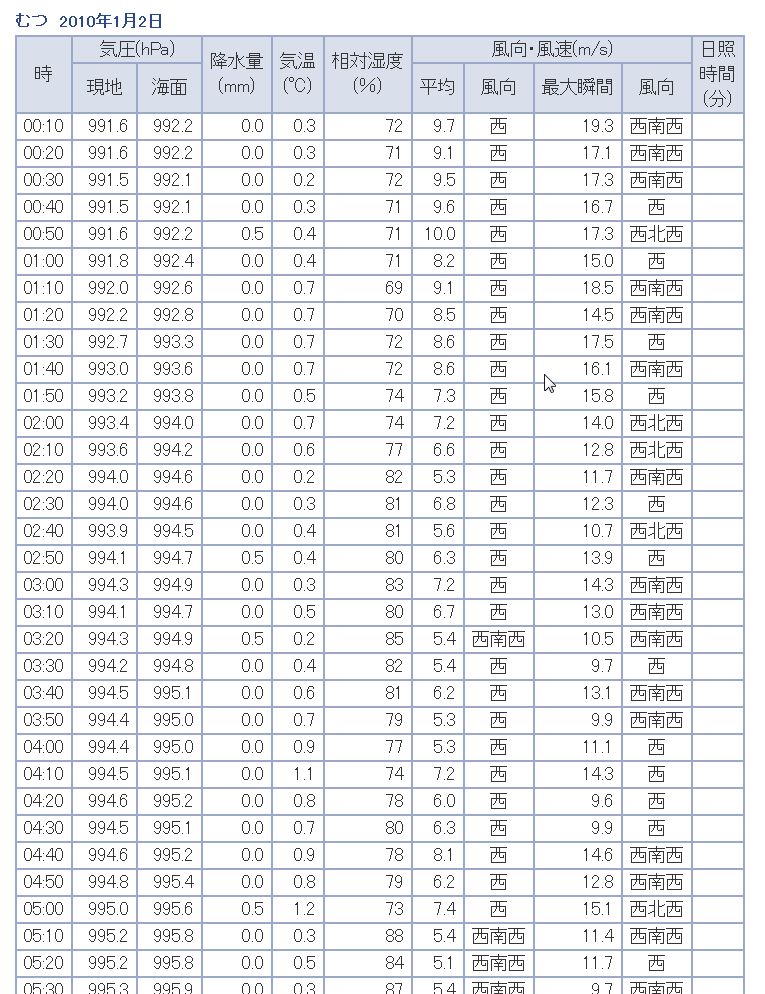 むつ 2010年1月2日
時 気圧(hPa) 降水量(mm) 気温(℃) 相対湿度(％) 風向・風速(m/s) 日照時間(分)
現地 海面 平均 風向 最大瞬間 風向
00:10 991.6 992.2 0.0 0.3 72 9.7 西 19.3 西南西
00:20 991.6 992.2 0.0 0.3 71 9.1 西 17.1 西南西
00:30 991.5 992.1 0.0 0.2 72 9.5 西 17.3 西南西
00:40 991.5 992.1 0.0 0.3 71 9.6 西 16.7 西
00:50 991.6 992.2 0.5 0.4 71 10.0 西 17.3 西北西
01:00 991.8 992.4 0.0 0.4 71 8.2 西 15.0 西
01:10 992.0 992.6 0.0 0.7 69 9.1 西 18.5 西南西
01:20 992.2 992.8 0.0 0.7 70 8.5 西 14.5 西南西
01:30 992.7 993.3 0.0 0.7 72 8.6 西 17.5 西
01:40 993.0 993.6 0.0 0.7 72 8.6 西 16.1 西南西
01:50 993.2 993.8 0.0 0.5 74 7.3 西 15.8 西
02:00 993.4 994.0 0.0 0.7 74 7.2 西 14.0 西北西
02:10 993.6 994.2 0.0 0.6 77 6.6 西 12.8 西北西
02:20 994.0 994.6 0.0 0.2 82 5.3 西 11.7 西南西
02:30 994.0 994.6 0.0 0.3 81 6.8 西 12.3 西
02:40 993.9 994.5 0.0 0.4 81 5.6 西 10.7 西北西
02:50 994.1 994.7 0.5 0.4 80 6.3 西 13.9 西
03:00 994.3 994.9 0.0 0.3 83 7.2 西 14.3 西南西
03:10 994.1 994.7 0.0 0.5 80 6.7 西 13.0 西南西
03:20 994.3 994.9 0.5 0.2 85 5.4 西南西 10.5 西南西
03:30 994.2 994.8 0.0 0.4 82 5.4 西 9.7 西
03:40 994.5 995.1 0.0 0.6 81 6.2 西 13.1 西南西
03:50 994.4 995.0 0.0 0.7 79 5.3 西 9.9 西南西
04:00 994.4 995.0 0.0 0.9 77 5.3 西 11.1 西
04:10 994.5 995.1 0.0 1.1 74 7.2 西 14.3 西
04:20 994.6 995.2 0.0 0.8 78 6.0 西 9.6 西
04:30 994.5 995.1 0.0 0.7 80 6.3 西 9.9 西
04:40 994.6 995.2 0.0 0.9 78 8.1 西 14.6 西南西
04:50 994.8 995.4 0.0 0.8 79 6.2 西 12.8 西南西
05:00 995.0 995.6 0.5 1.2 73 7.4 西 15.1 西北西
05:10 995.2 995.8 0.0 0.3 88 5.4 西南西 11.4 西南西
05:20 995.2 995.8 0.0 0.5 84 5.1 西南西 11.7 西
05:30 995.3 995.9 0.0 0.3 87 5.4 西南西 9.7 西南西